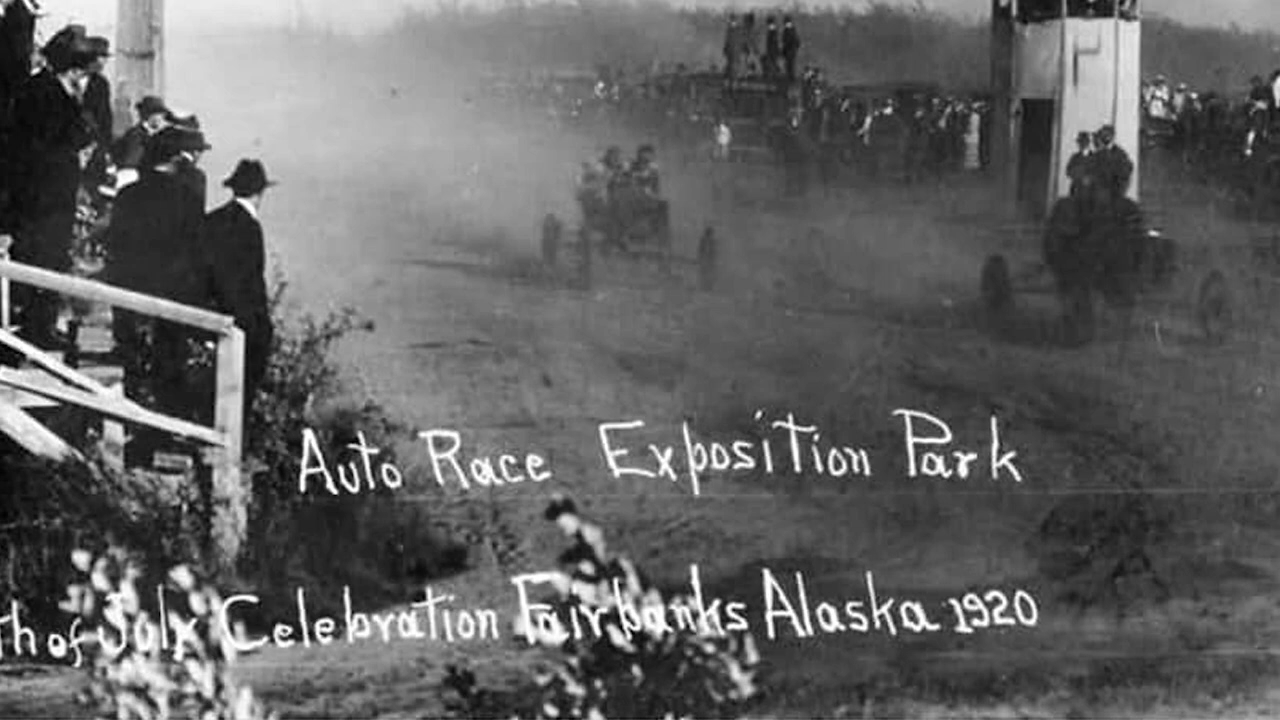 Auto Race Exposition Park
th of July Celebration Fairbanks Alaska 1920